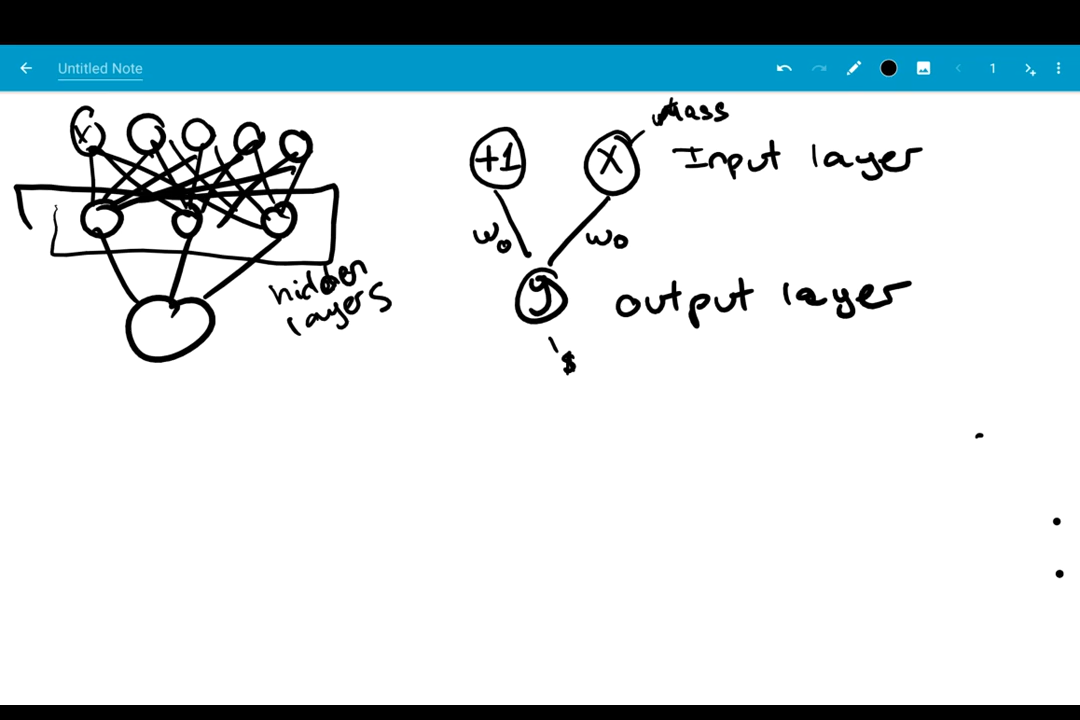 Untitled Note
1
x
hidden
layers
Mass
+1
x
Input layer
w₀
w₀
y
output layer
$